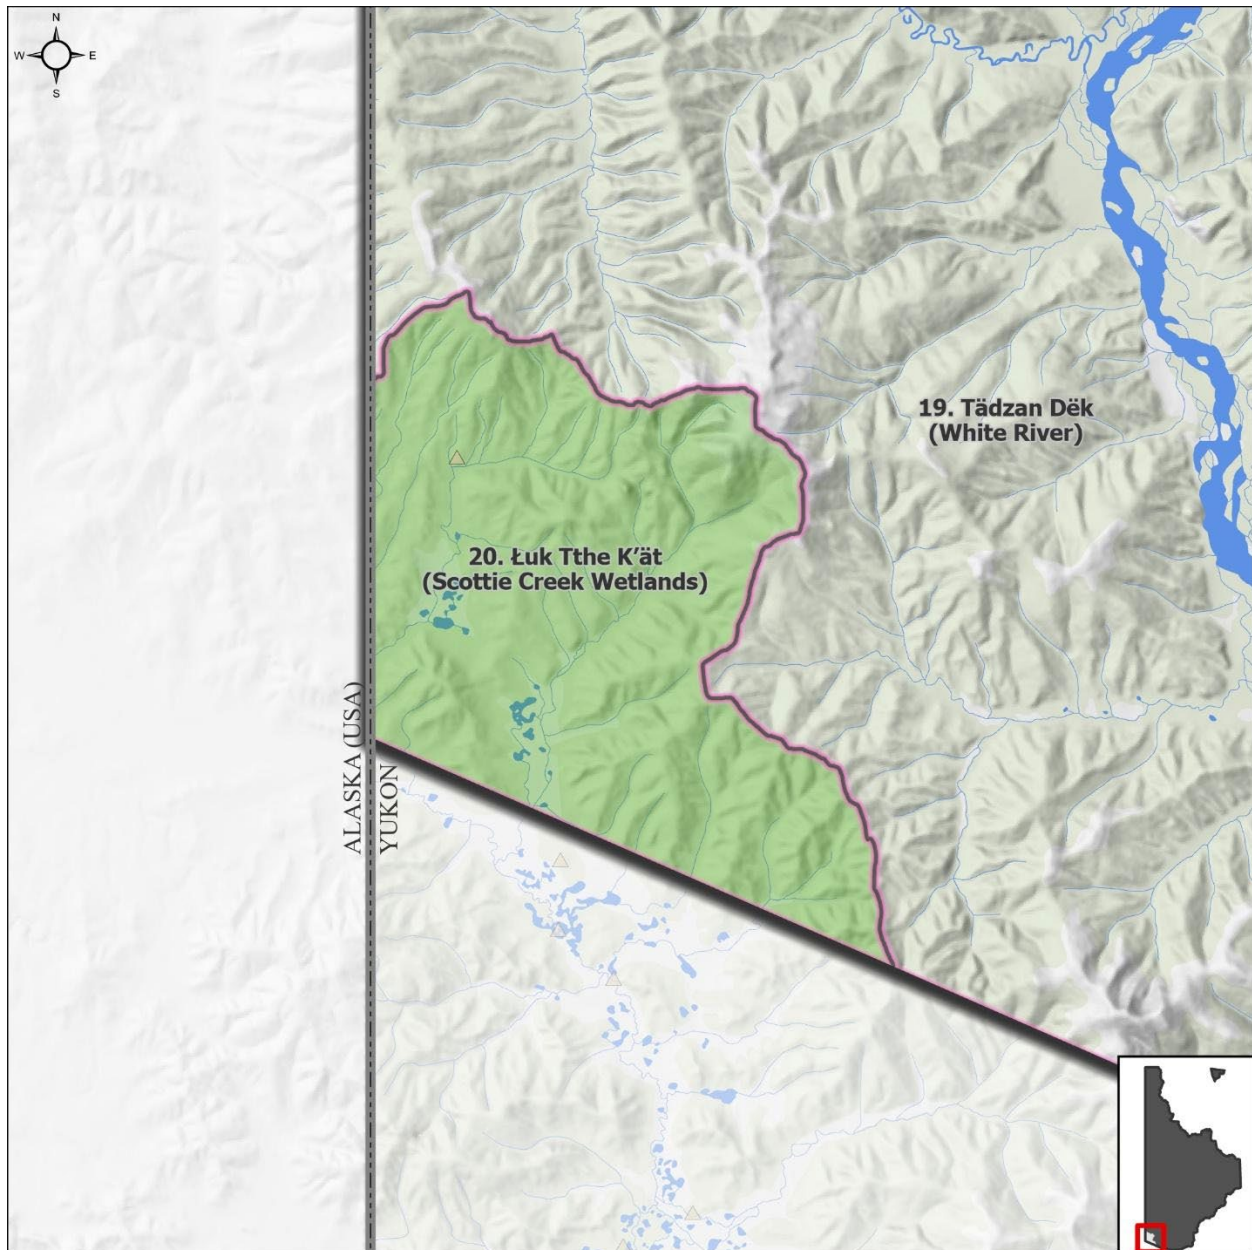 N
W E
S
19. Tädzan Dëk
(White River)
20. Łuk Tthe K’ät
(Scottie Creek Wetlands)
ALASKA (USA)
YUKON